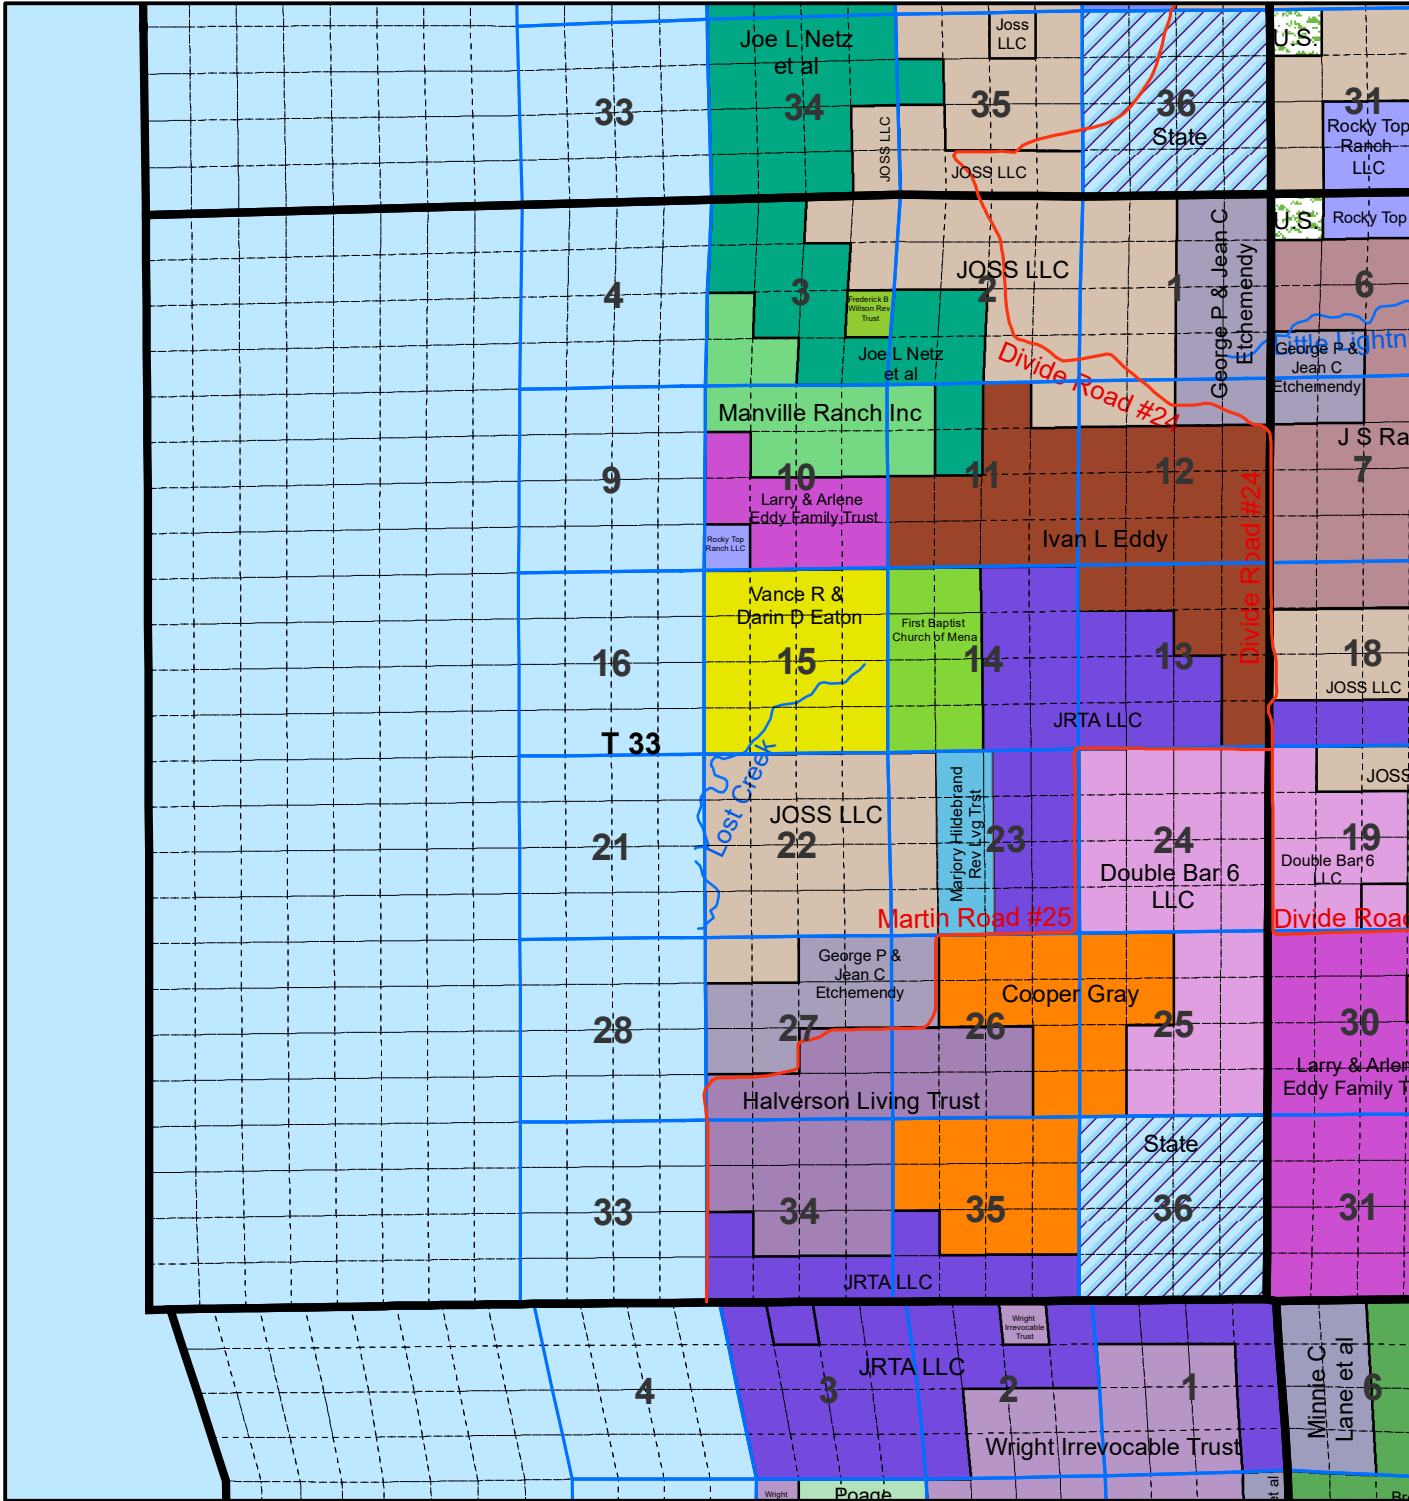 Joe L Netz
et al
34
33
Joss
LLC
35
JOSS LLC
JOSS LLC
36
State
U.S.
31
Rocky Top
Ranch
LLC
4
3
JOSS LLC
2
1
George P & Jean C
Etchemendy
Frederick B
Willson Rev
Trust
Joe L Netz
et al
U.S.
Rocky Top
6
Little Lightn
George P &
Jean C
Etchemendy
Divide Road #24
Manville Ranch Inc
9
10
11
12
J S Ra
7
Larry & Arlene
Eddy Family Trust
Rocky Top
Ranch LLC
Ivan L Eddy
Divide Road #24
Vance R &
Darin D Eaton
First Baptist
Church of Mena
16
15
14
13
18
JOSS LLC
JRTA LLC
T 33
Lost Creek
JOSS LLC
21
22
Marjory Hildebrand
Rev Lvg Trst
23
24
Double Bar 6
LLC
JOSS
19
Double Bar 6
LLC
Martin Road #25
Divide Road
George P &
Jean C
Etchemendy
Cooper Gray
28
27
26
25
30
Larry & Arler
Eddy Family T
Halverson Living Trust
State
33
34
35
36
31
JRTA LLC
Wright
Irrevocable
Trust
JRTA LLC
4
3
2
1
Minnie C
Lane et al
6
Wright Irrevocable Trust
Wright
Poage
et al
Br